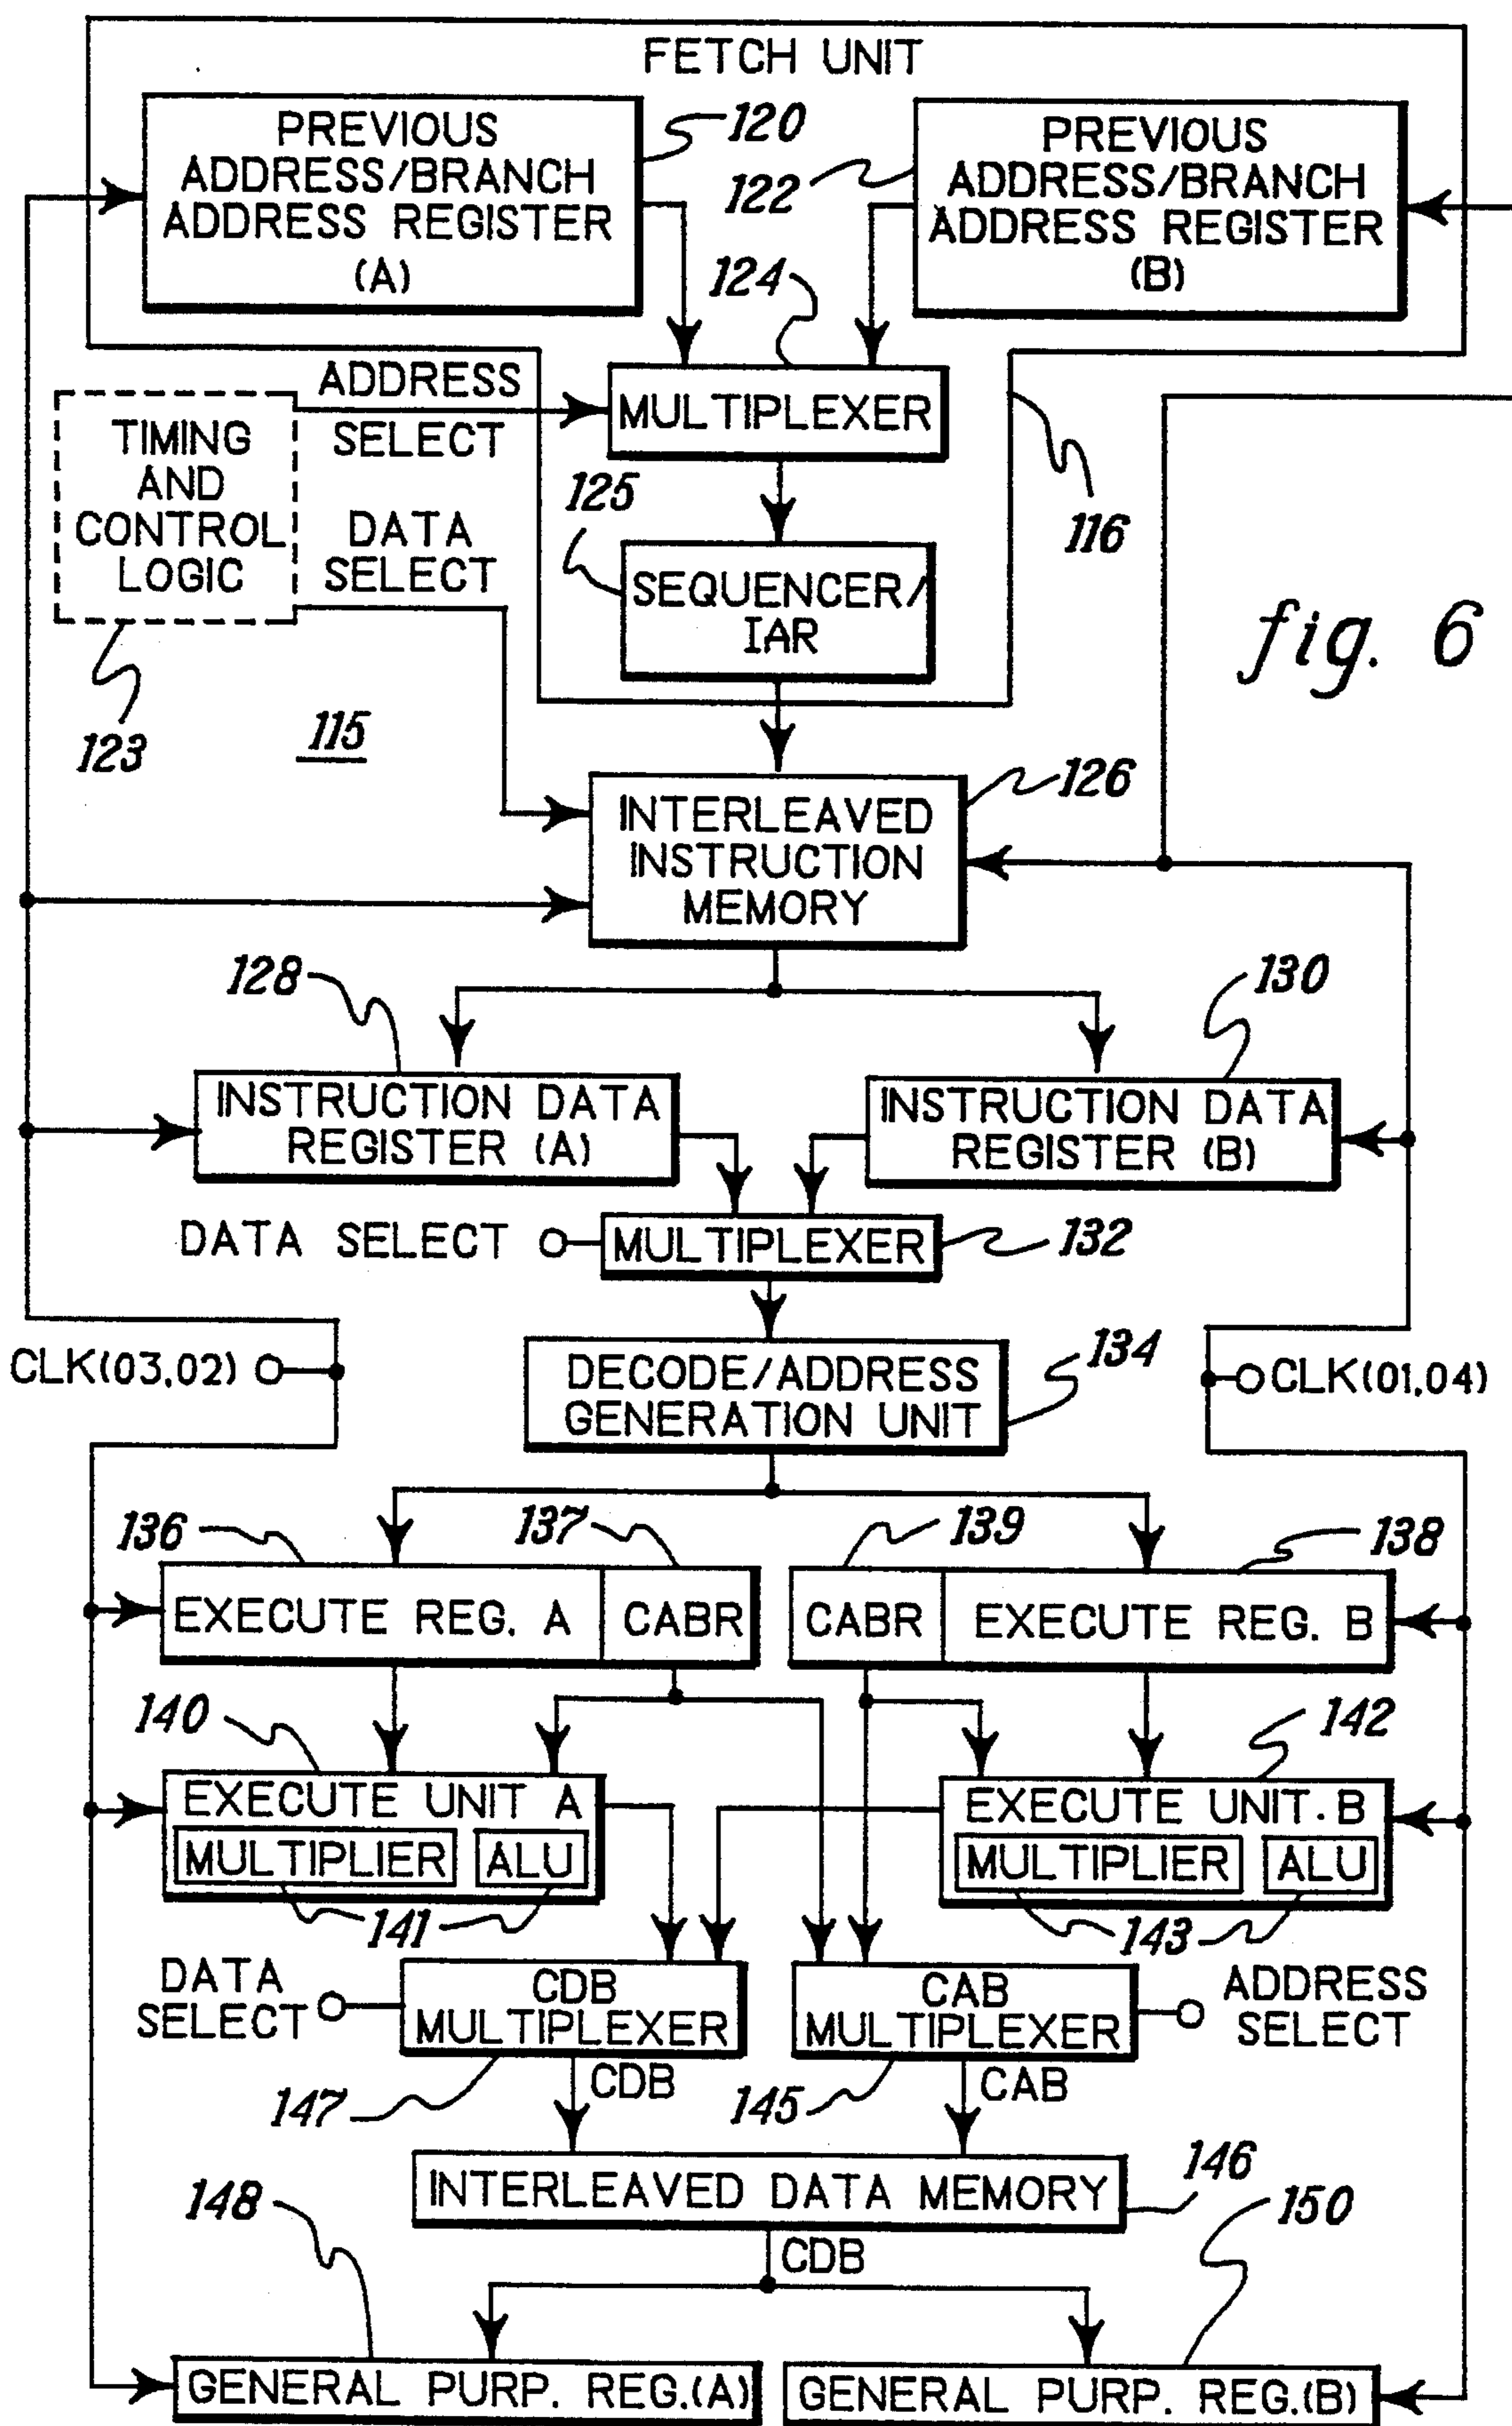 FETCH UNIT
PREVIOUS
ADDRESS/BRANCH
ADDRESS REGISTER
(A)
120
122
PREVIOUS
ADDRESS/BRANCH
ADDRESS REGISTER
(B)
124
ADDRESS
SELECT
MULTIPLEXER
TIMING
AND
CONTROL
LOGIC
DATA
SELECT
125
116
SEQUENCER/
IAR
fig. 6
123
115
126
INTERLEAVED
INSTRUCTION
MEMORY
128
130
INSTRUCTION DATA
REGISTER (A)
INSTRUCTION DATA
REGISTER (B)
DATA SELECT
MULTIPLEXER
132
CLK(03,02)
DECODE/ADDRESS
GENERATION UNIT
134
CLK(01,04)
136
137
139
138
EXECUTE REG. A
CABR
CABR
EXECUTE REG. B
140
142
EXECUTE UNIT A
MULTIPLIER
ALU
EXECUTE UNIT. B
MULTIPLIER
ALU
141
143
DATA
SELECT
CDB
MULTIPLEXER
CAB
MULTIPLEXER
ADDRESS
SELECT
147
CDB
145
CAB
INTERLEAVED DATA MEMORY
146
148
CDB
150
GENERAL PURP. REG.(A)
GENERAL PURP. REG.(B)